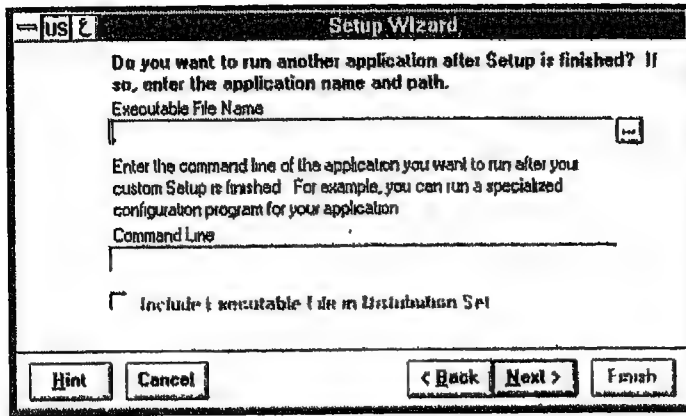 US ع Setup Wizard
Do you want to run another application after Setup is finished? If
so, enter the application name and path.
Executable File Name
...
Enter the command line of the application you want to run after your
custom Setup is finished For example, you can run a specialized
configuration program for your application
Command Line
Include Executable File in Distribution Set
Hint Cancel < Back Next > Finish